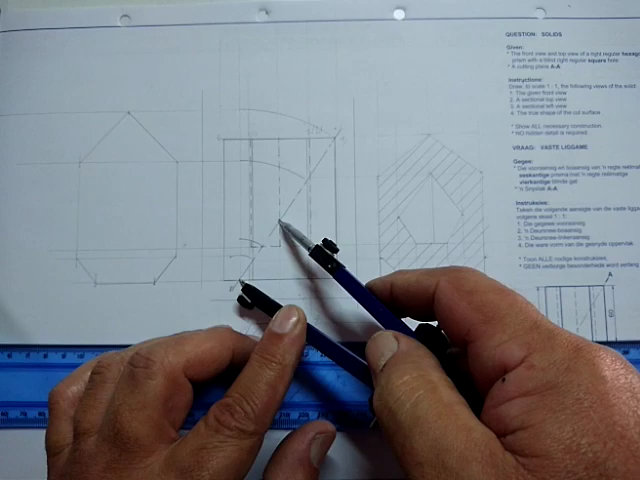 QUESTION: SOLIDS
Given:
* The front view and top view of a right regular hexago
prism with a blind right regular square hole
* A cutting plane A-A
Instructions:
Draw, to scale 1 : 1, the following views of the solid:
* The given front view
2. A sectional top view
3. A sectional left view
4. The true shape of the cut surface
* Show ALL necessary construction.
* NO hidden detail is required.
VRAAG: VASTE LIGGAME
Gegee:
* Die vooraansig en boaansig van 'n regte reëlmat
seskantige prisma met 'n regte reëlmatige
vierkantige blinde gat
* 'n Snyvlak A-A
Instruksies:
Teken die volgende aansigte van die vaste ligga
volgens skaal 1 : 1:
1. Die gegewe vooraansig
2. 'n Deursnee-boaansig
3. 'n Deursnee-linkeraansig
4. Die ware vorm van die gesnyde oppervlak
* Toon ALLE nodige konstruksies.
* GEEN verborge besonderhede word verlang
A
60